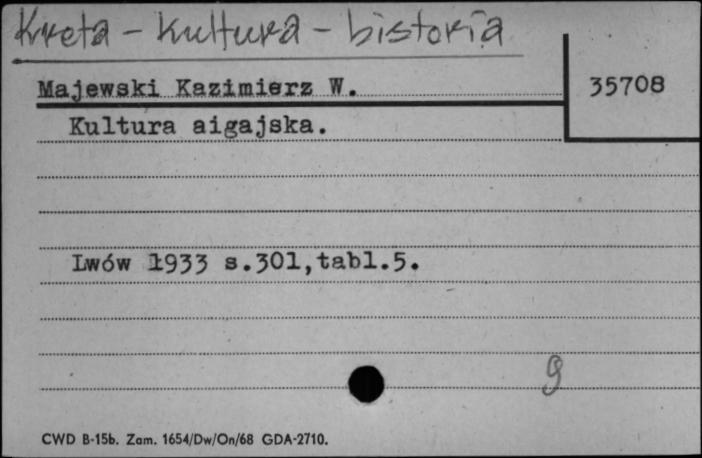 Kreta - Kultura - historia
Majewski Kazimierz W.
35708
Kultura aigajska.
Lwów 1933 s.301,tabl.5.
9
CWD B-15b. Zam. 1654/Dw/On/68 GDA-2710.